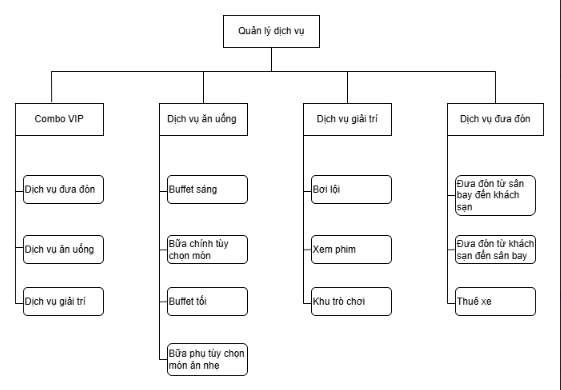 Quản lý dịch vụ
Combo VIP
Dịch vụ ăn uống
Dịch vụ giải trí
Dịch vụ đưa đón
Dịch vụ đưa đón
Buffet sáng
Bơi lội
Đưa đón từ sân
bay đến khách
sạn
Dịch vụ ăn uống
Bữa chính tùy
chọn món
Xem phim
Đưa đón từ khách
sạn đến sân bay
Dịch vụ giải trí
Buffet tối
Khu trò chơi
Thuê xe
Bữa phụ tùy chọn
món ăn nhẹ